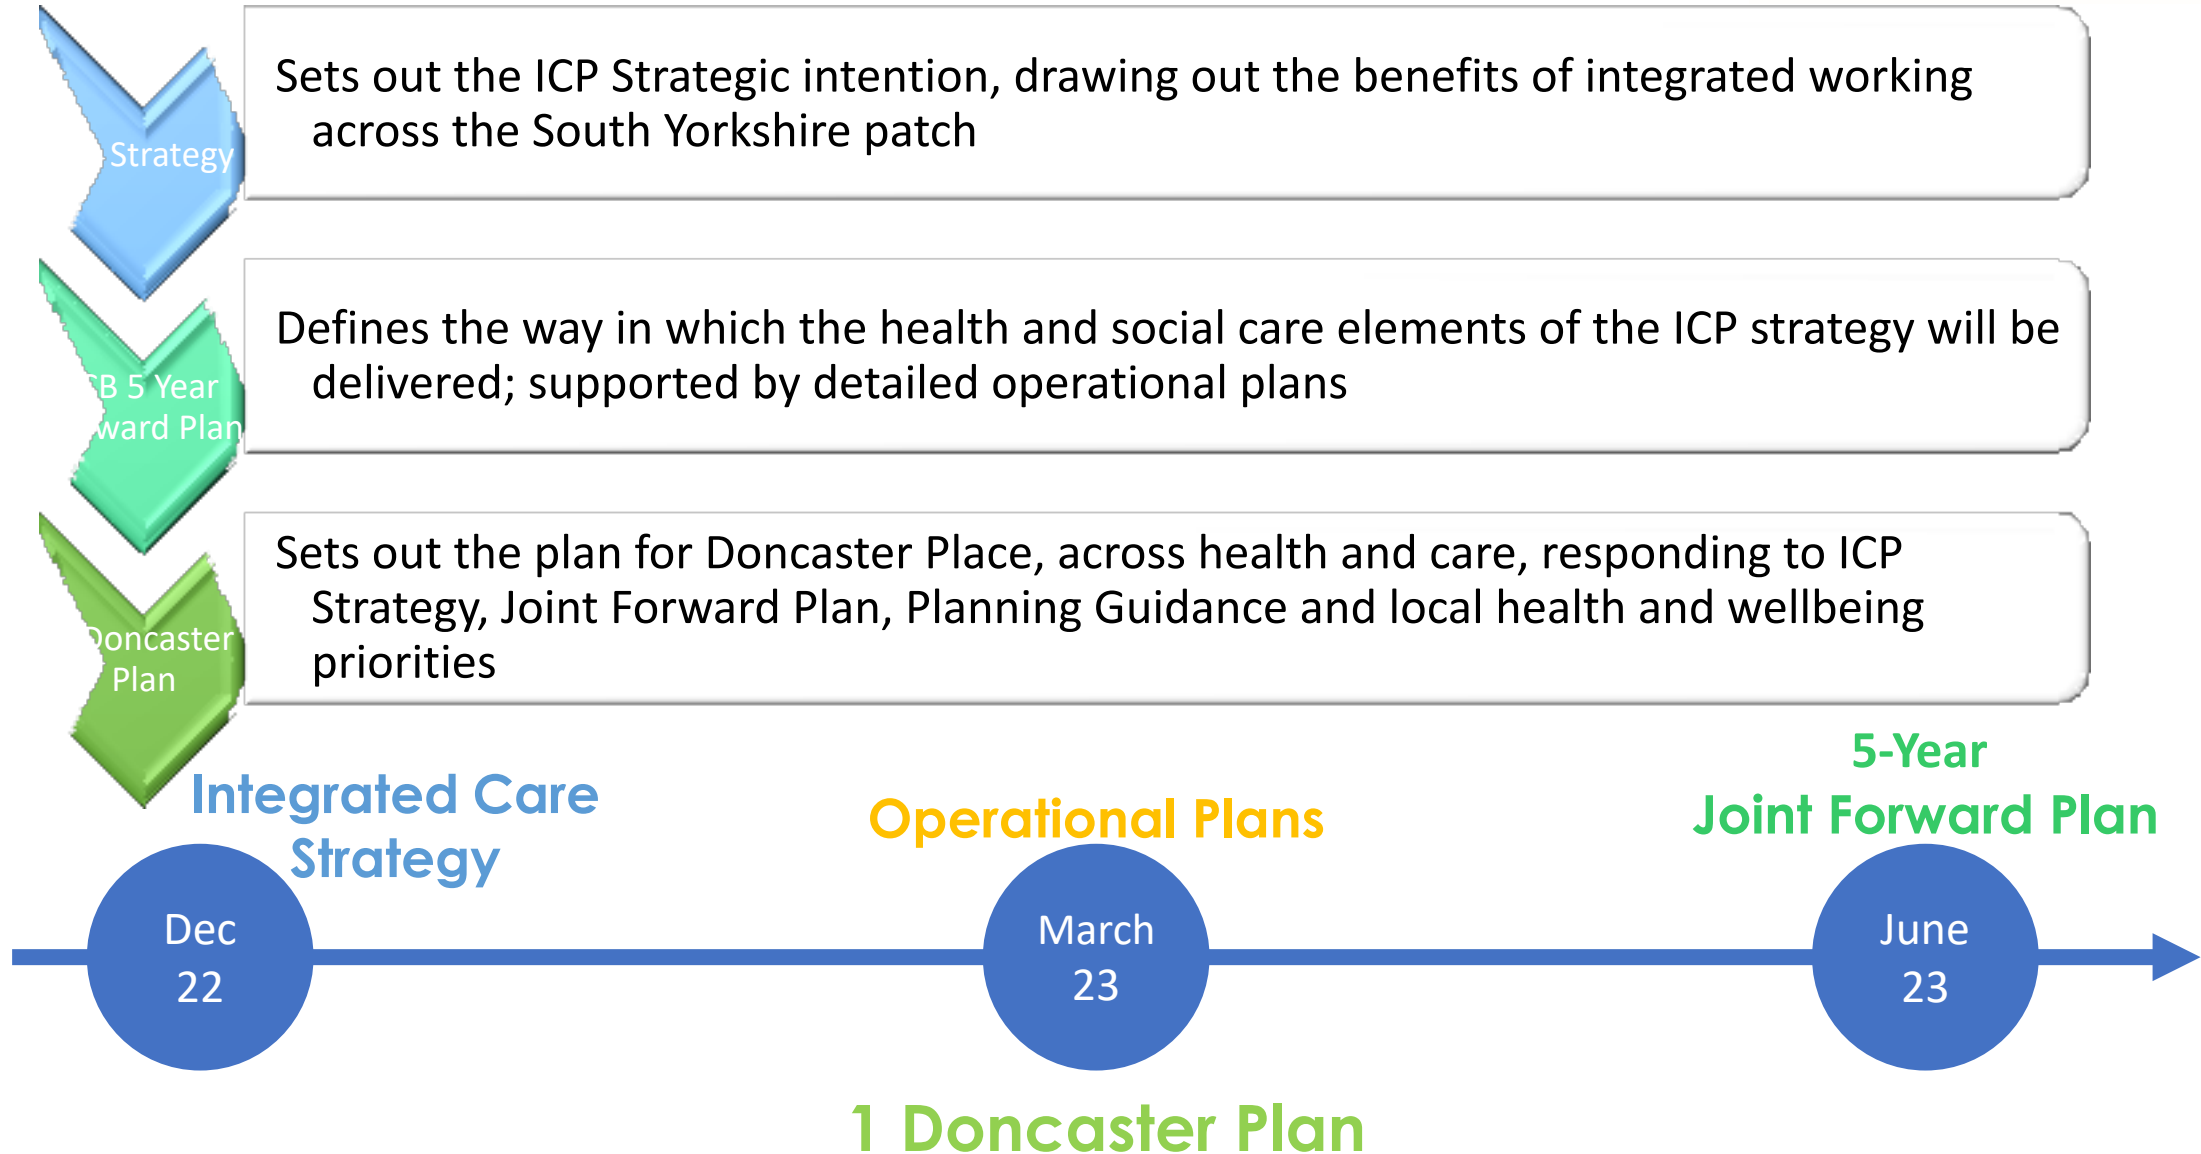 Strategy
Sets out the ICP Strategic intention, drawing out the benefits of integrated working
across the South Yorkshire patch
B 5 Year
ward Plan
Defines the way in which the health and social care elements of the ICP strategy will be
delivered; supported by detailed operational plans
Doncaster
Plan
Sets out the plan for Doncaster Place, across health and care, responding to ICP
Strategy, Joint Forward Plan, Planning Guidance and local health and wellbeing
priorities
Integrated Care
Strategy
Operational Plans
5-Year
Joint Forward Plan
Dec
22
March
23
June
23
1 Doncaster Plan